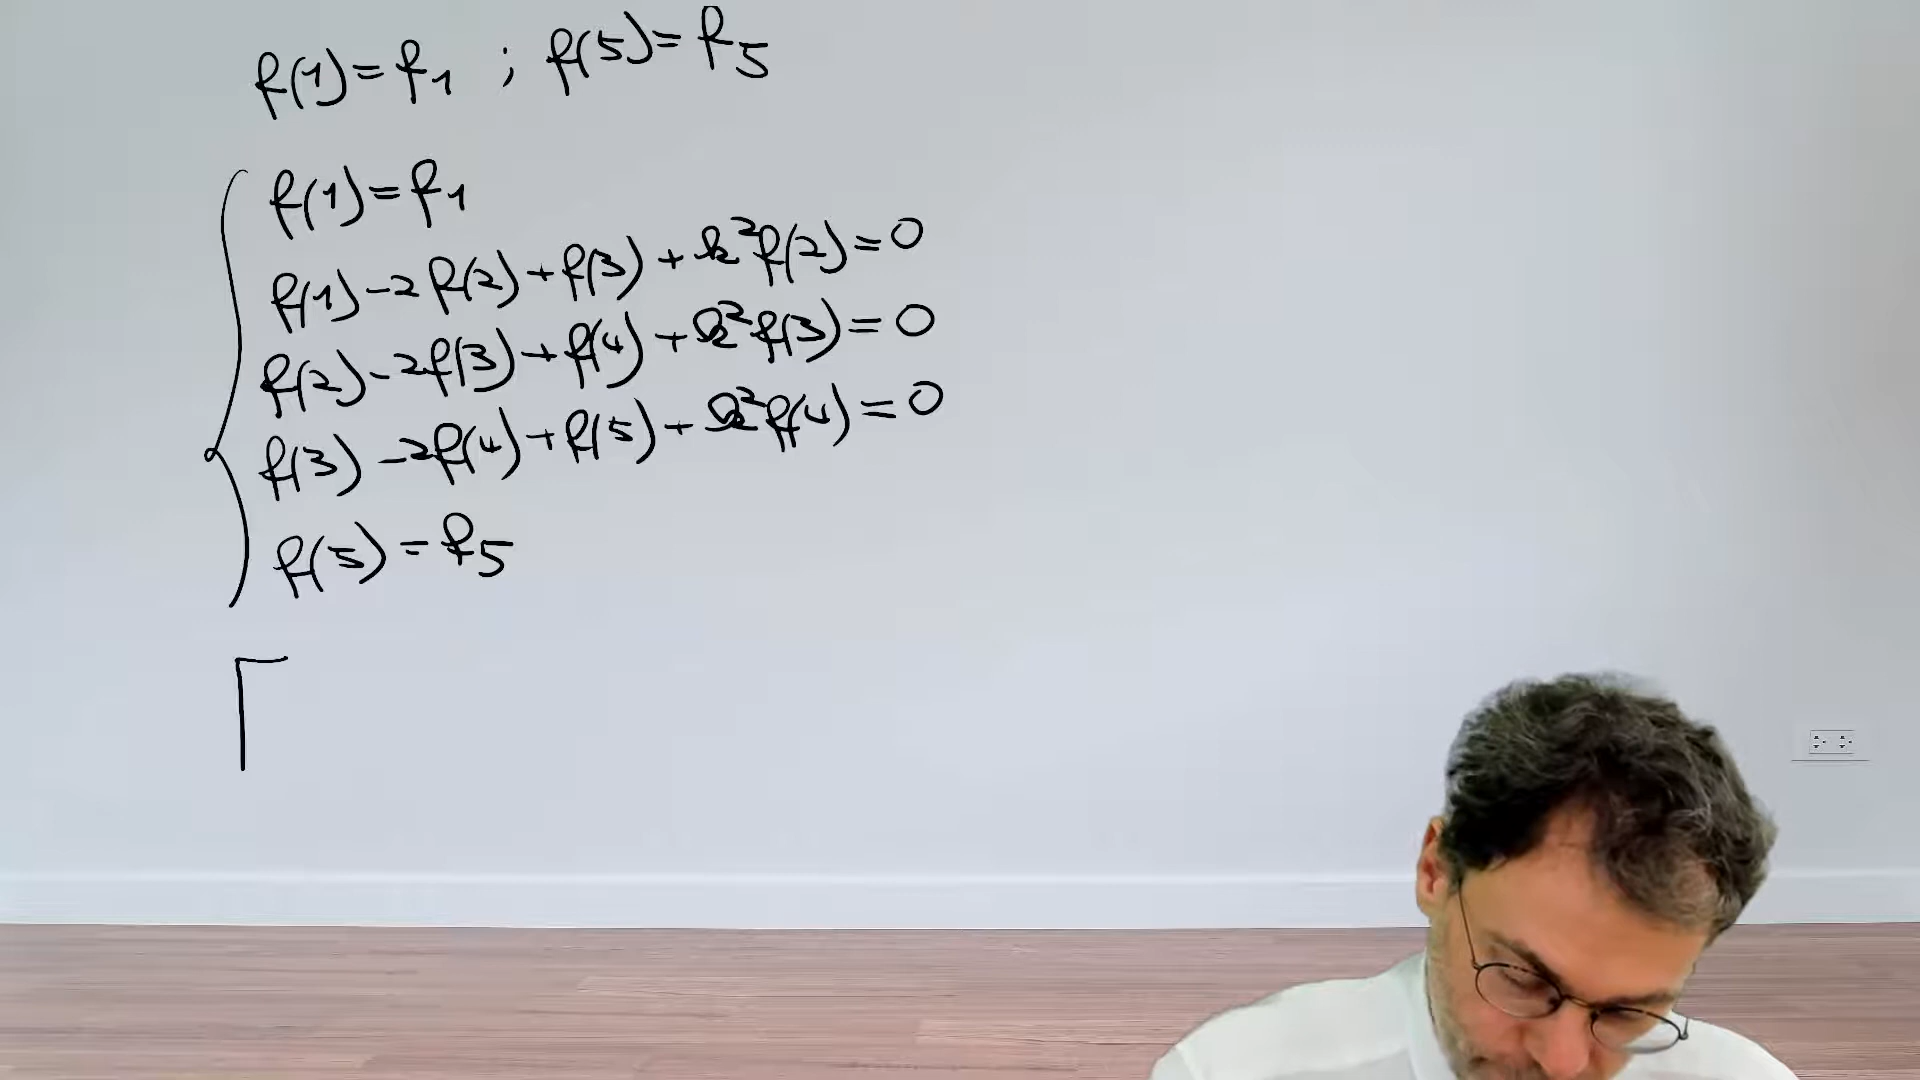 f(1)=f₁ ; f(5)=f₅
f(1)=f₁
f(1)-2f(2)+f(3)+k²f(2)=0
f(2)-2f(3)+f(4)+k²f(3)=0
f(3)-2f(4)+f(5)+k²f(4)=0
f(5)=f₅